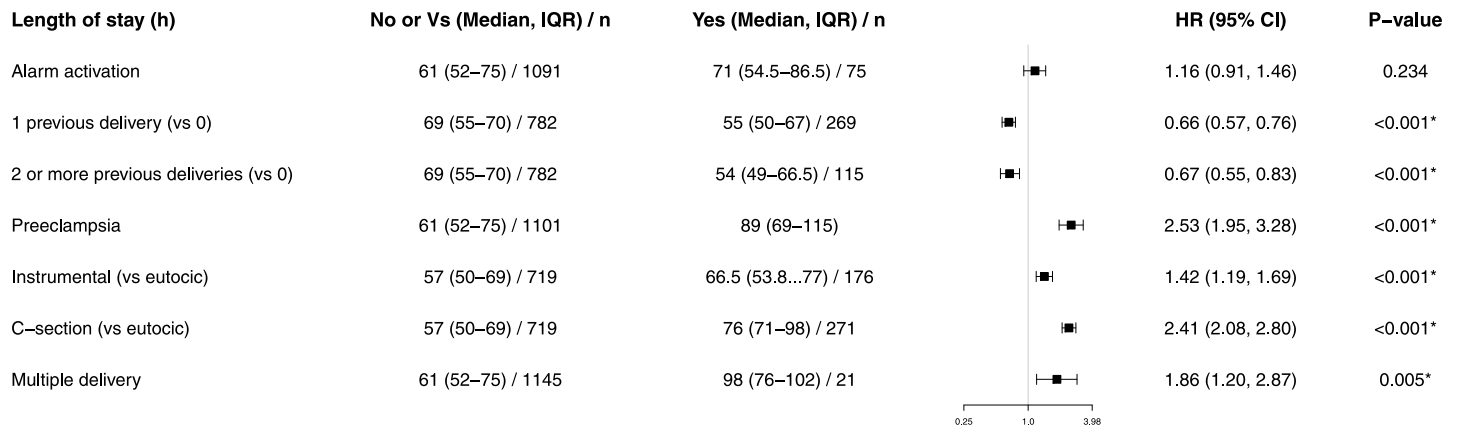 Length of stay (h) No or Vs (Median, IQR) / n Yes (Median, IQR) / n HR (95% CI) P−value
Alarm activation 61 (52−75) / 1091 71 (54.5−86.5) / 75 1.16 (0.91, 1.46) 0.234
1 previous delivery (vs 0) 69 (55−70) / 782 55 (50−67) / 269 0.66 (0.57, 0.76) <0.001*
2 or more previous deliveries (vs 0) 69 (55−70) / 782 54 (49−66.5) / 115 0.67 (0.55, 0.83) <0.001*
Preeclampsia 61 (52−75) / 1101 89 (69−115) 2.53 (1.95, 3.28) <0.001*
Instrumental (vs eutocic) 57 (50−69) / 719 66.5 (53.8...77) / 176 1.42 (1.19, 1.69) <0.001*
C−section (vs eutocic) 57 (50−69) / 719 76 (71−98) / 271 2.41 (2.08, 2.80) <0.001*
Multiple delivery 61 (52−75) / 1145 98 (76−102) / 21 1.86 (1.20, 2.87) 0.005*
0.25 1.0 3.98